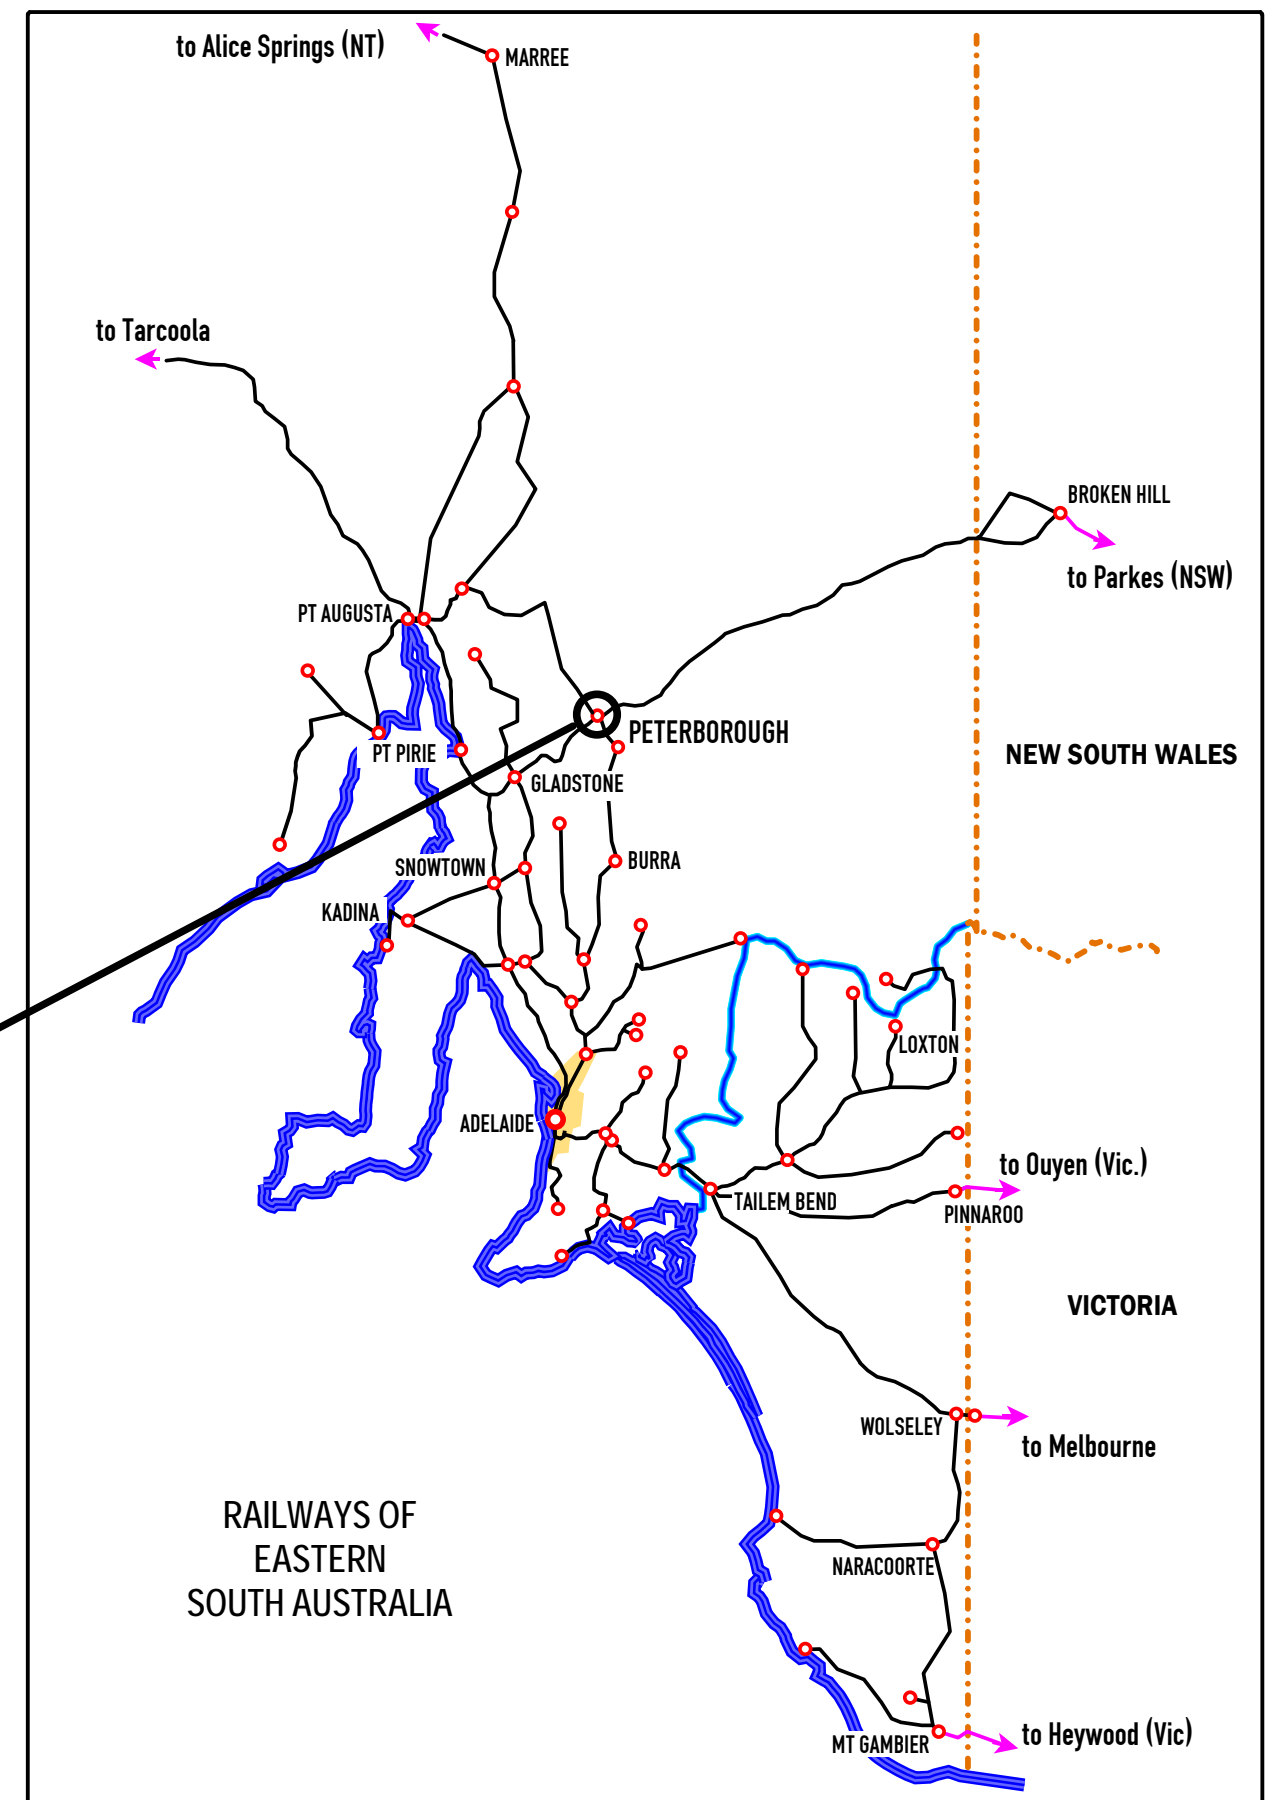 to Alice Springs (NT)
MARREE
to Tarcoola
BROKEN HILL
to Parkes (NSW)
PT AUGUSTA
PETERBOROUGH
PT PIRIE
NEW SOUTH WALES
GLADSTONE
SNOWTOWN
BURRA
KADINA
LOXTON
ADELAIDE
to Ouyen (Vic.)
TAILEM BEND
PINNAROO
VICTORIA
WOLSELEY
to Melbourne
RAILWAYS OF
EASTERN
SOUTH AUSTRALIA
NARACOORTE
to Heywood (Vic)
MT GAMBIER